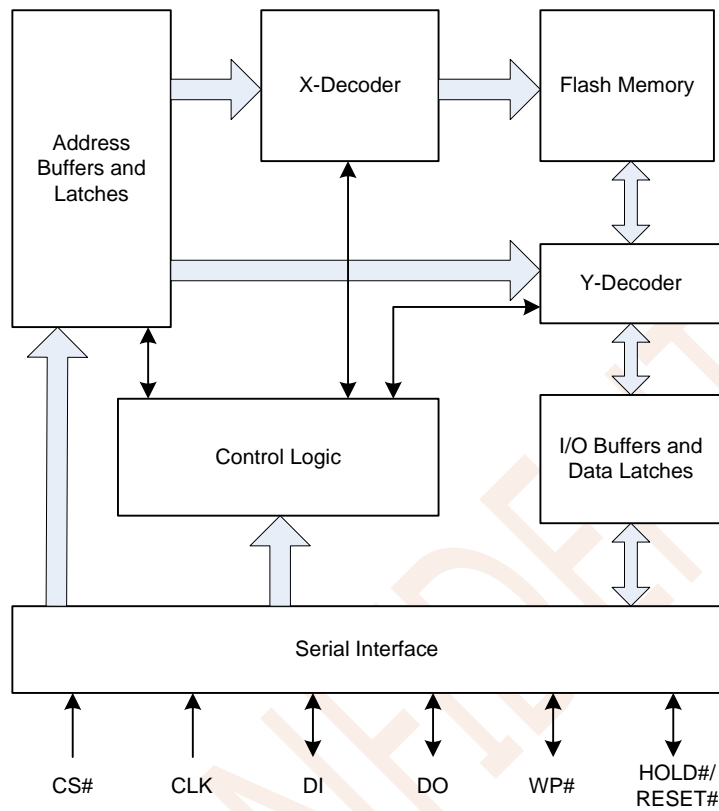 X-Decoder
Flash Memory
Address
Buffers and
Latches
Y-Decoder
Control Logic
I/O Buffers and
Data Latches
Serial Interface
CS#
CLK
DI
DO
WP#
HOLD#/
RESET#